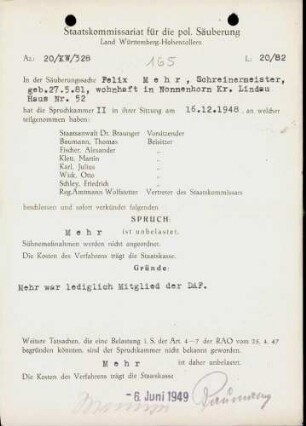 Staatskommissariat für die pol. Säuberung
Land Württemberg-Hohenzollern
Az: 20/KW/328
165
L. 20/82
In der Säuberungssache Felix Mehr, Schreinermeister,
geb.27.5.81, wohnhaft in Nonnenhorn Kr. Lindau
Haus Nr. 52
hat die Spruchkammer II in ihrer Sitzung am 16.12.1948, an welcher
teilgenommen haben:
Staatsanwalt Dr. Braunger Vorsitzender
Baumann, Thomas Beisitzer
Fischer, Alexander "
Klett, Martin "
Karl, Julius "
Wick, Otto "
Schley, Friedrich "
Reg.Amtmann Vertreter des Staatskommissars
beschlossen und sofort verkündet folgenden
SPRUCH:
Mehr ist unbelastet.
Sühnemaßnahmen werden nicht angeordnet.
Die Kosten des Verfahrens trägt die Staatskasse.
Gründe:
Mehr war lediglich Mitglied der DAF.
Weitere Tatsachen, die eine Belastung i. S. der Art. 4-7 der RAO vom 25. 4. 47
begründen könnten, sind der Spruchkammer nicht bekannt geworden.
Mehr ist daher unbelastet.
Die Kosten des Verfahrens trägt die Staatskasse
- 6. Juni 1949